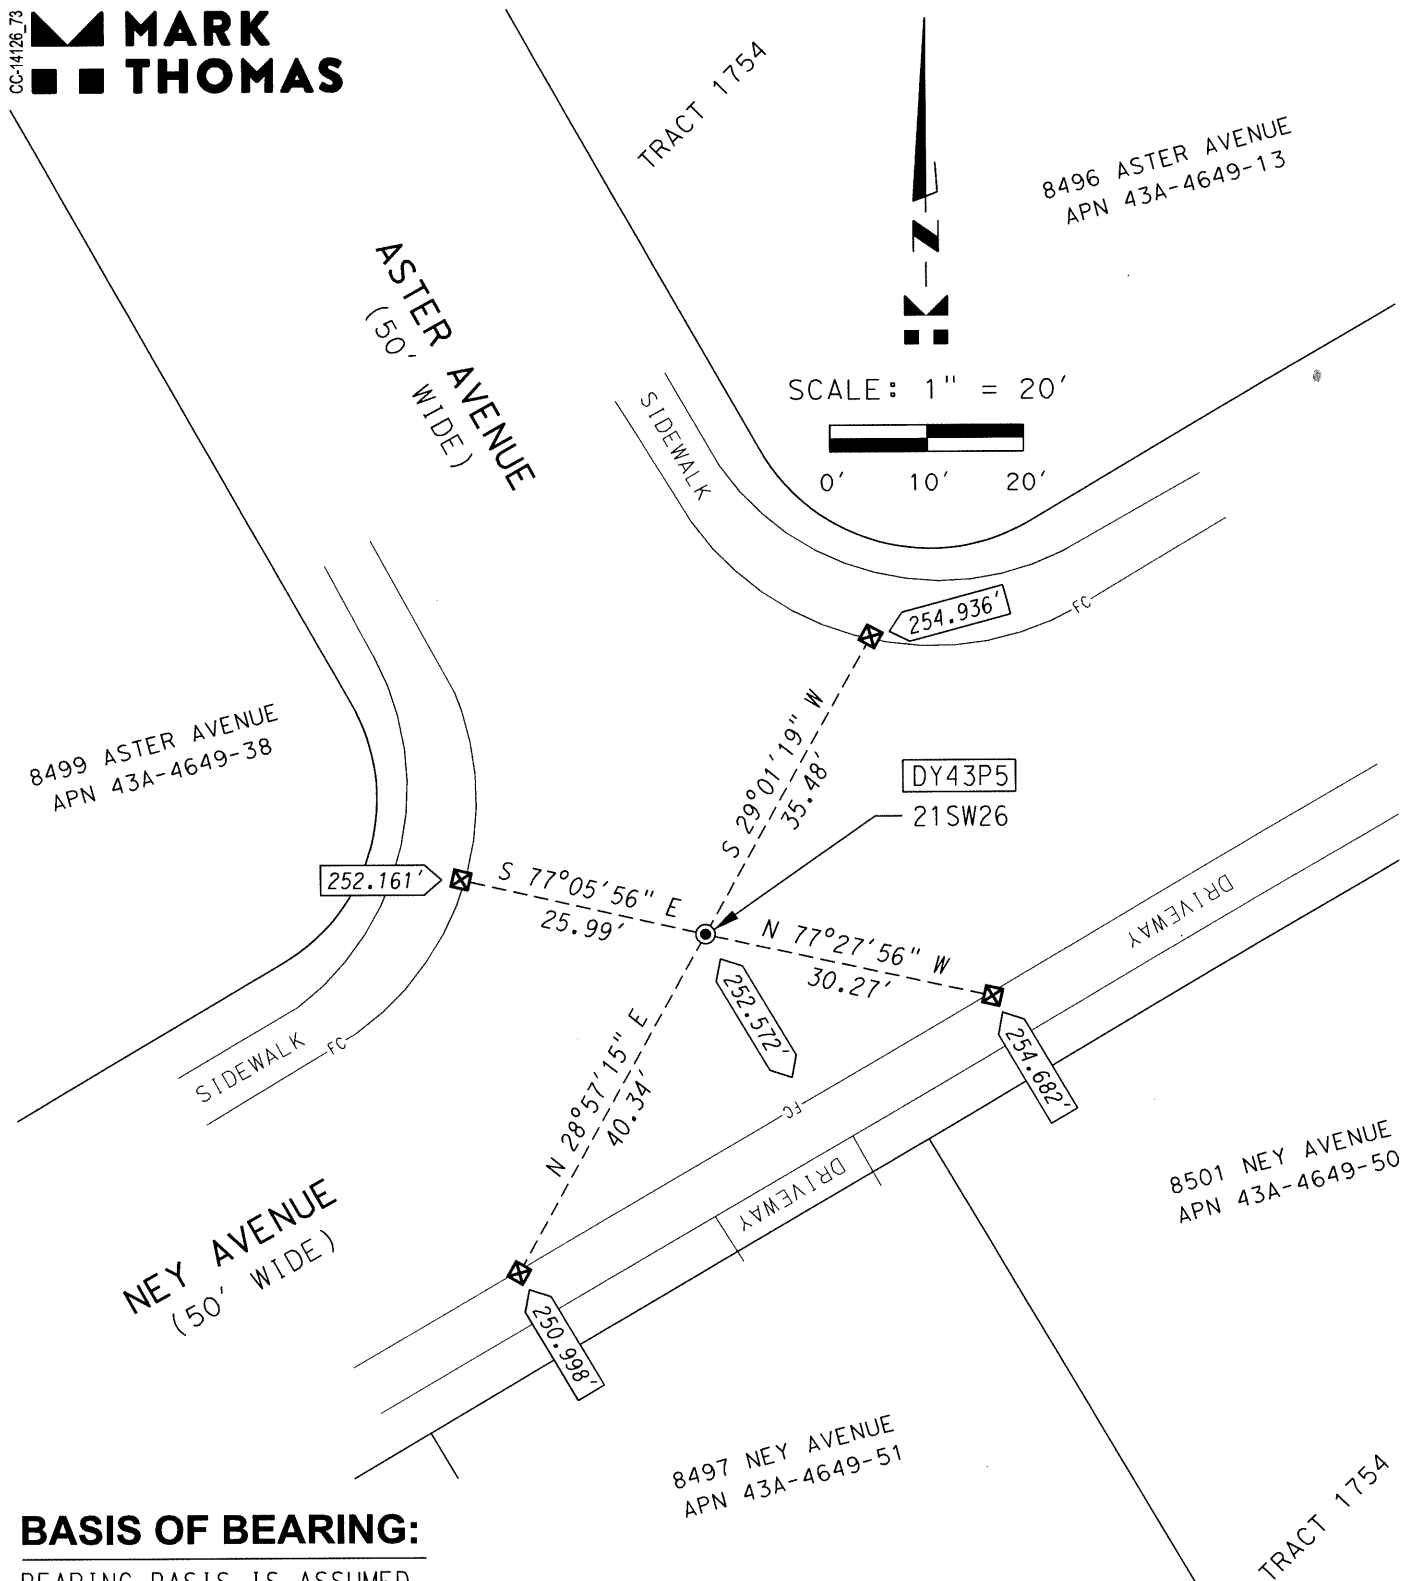 CC-14126_73
MARK
THOMAS
TRACT 1754
8496 ASTER AVENUE
APN 43A-4649-13
ASTER AVENUE
(50' WIDE)
N
SCALE: 1" = 20'
0' 10' 20'
SIDEWALK
254.936'
FC
8499 ASTER AVENUE
APN 43A-4649-38
S 29°01'19" W
35.48'
DY43P5
21SW26
252.161'
S 77°05'56" E
25.99'
N 77°27'56" W
30.27'
DRIVEWAY
252.572'
254.682'
SIDEWALK
FC
N 28°57'15" E
40.34'
FC
DRIVEWAY
8501 NEY AVENUE
APN 43A-4649-50
NEY AVENUE
(50' WIDE)
250.998'
8497 NEY AVENUE
APN 43A-4649-51
TRACT 1754
BASIS OF BEARING:
BEARING BASIS IS ASSUMED